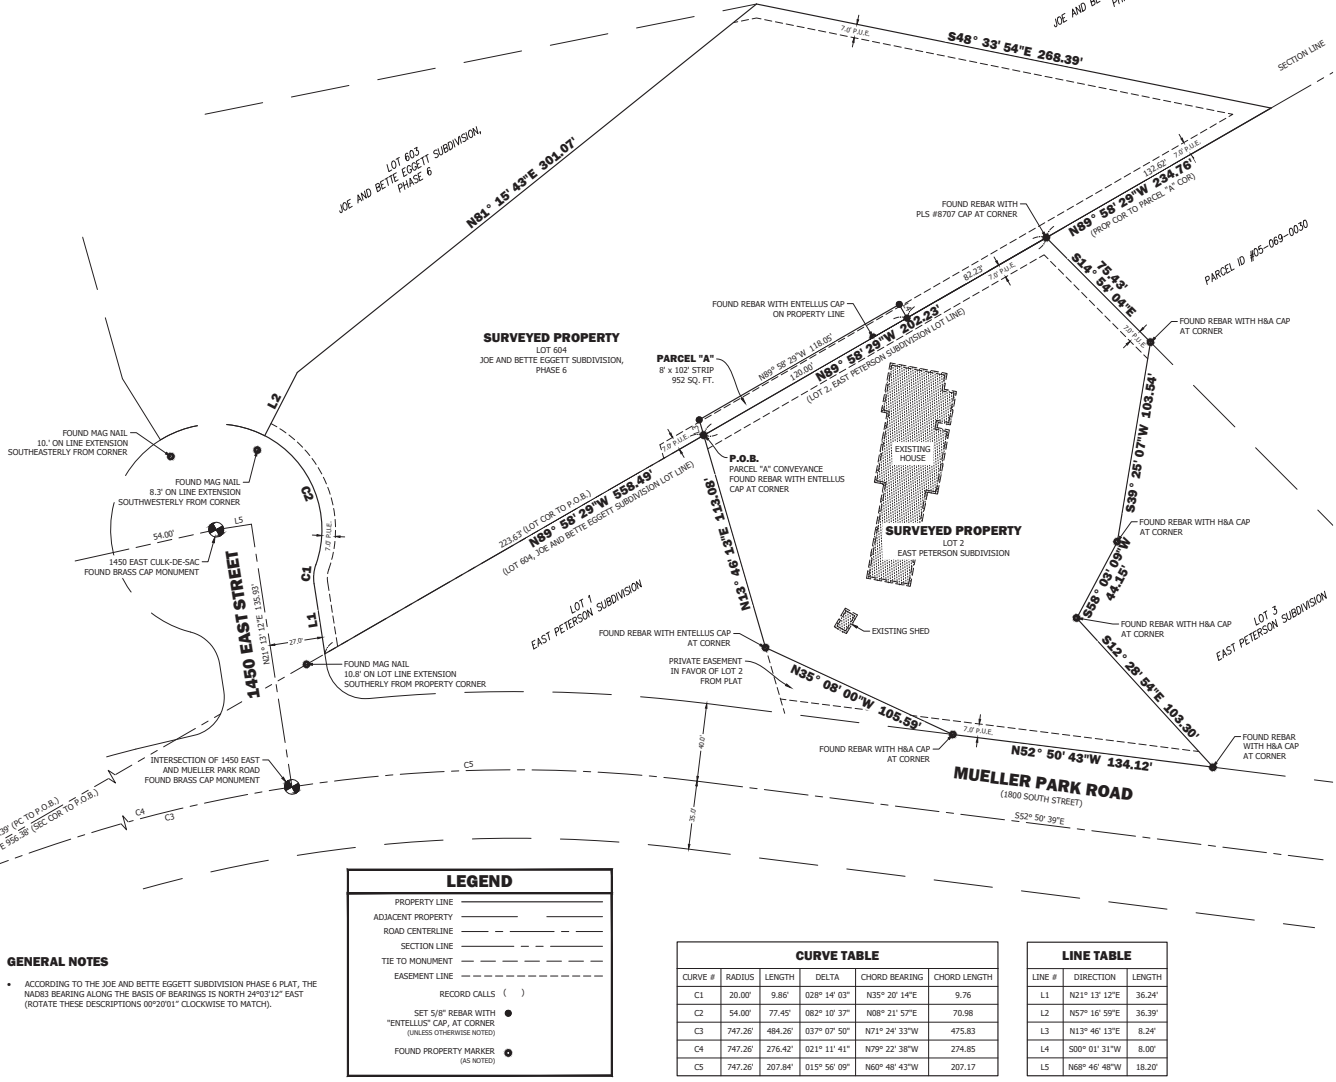 JOE AND BE
PH
SECTION LINE
7.0' P.U.E.
S48° 33' 54"E 268.39'
LOT 603
JOE AND BETTE EGGETT SUBDIVISION,
PHASE 6
N81° 15' 43"E 301.07'
132.62'
7.0' P.U.E.
N89° 58' 29"W 234.76'
(PROP COR TO PARCEL "A" COR)
FOUND REBAR WITH
PLS #8707 CAP AT CORNER
PARCEL ID #05-069-0030
75.43'
S14° 54' 04"E
82.23'
7.0' P.U.E.
FOUND REBAR WITH ENTELLUS CAP
ON PROPERTY LINE
L4
7.0' P.U.E.
FOUND REBAR WITH H&A CAP
AT CORNER
SURVEYED PROPERTY
LOT 604
JOE AND BETTE EGGETT SUBDIVISION,
PHASE 6
PARCEL "A"
8' x 102' STRIP
952 SQ. FT.
N89° 58' 29"W 118.05'
120.00'
N89° 58' 29"W 202.23'
(LOT 2, EAST PETERSON SUBDIVISION LOT LINE)
L2
L3
7.0' P.U.E.
S39° 25' 07"W 103.54'
FOUND MAG NAIL
10.' ON LINE EXTENSION
SOUTHEASTERLY FROM CORNER
FOUND MAG NAIL
8.3' ON LINE EXTENSION
SOUTHWESTERLY FROM CORNER
C2
P.O.B.
PARCEL "A" CONVEYANCE
FOUND REBAR WITH ENTELLUS
CAP AT CORNER
EXISTING
HOUSE
L5
54.00'
7.0' P.U.E.
223.63' (LOT COR TO P.O.B.)
N89° 58' 29"W 558.49'
(LOT 604, JOE AND BETTE EGGETT SUBDIVISION LOT LINE)
N13° 46' 13"E 113.08'
SURVEYED PROPERTY
LOT 2
EAST PETERSON SUBDIVISION
FOUND REBAR WITH H&A CAP
AT CORNER
1450 EAST CULK-DE-SAC
FOUND BRASS CAP MONUMENT
1450 EAST STREET
N21° 13' 12"E 135.93'
C1
L1
27.0'
S58° 03' 09"W
44.15'
LOT 1
EAST PETERSON SUBDIVISION
LOT 3
EAST PETERSON SUBDIVISION
EXISTING SHED
FOUND REBAR WITH H&A CAP
AT CORNER
FOUND REBAR WITH ENTELLUS CAP
AT CORNER
PRIVATE EASEMENT
IN FAVOR OF LOT 2
FROM PLAT
FOUND MAG NAIL
10.8' ON LOT LINE EXTENSION
SOUTHERLY FROM PROPERTY CORNER
N35° 08' 00"W 105.59'
S12° 28' 54"E 103.30'
7.0' P.U.E.
40.0'
FOUND REBAR WITH H&A CAP
AT CORNER
N52° 50' 43"W 134.12'
FOUND REBAR
WITH H&A CAP
AT CORNER
INTERSECTION OF 1450 EAST
AND MUELLER PARK ROAD
FOUND BRASS CAP MONUMENT
C5
MUELLER PARK ROAD
(1800 SOUTH STREET)
S52° 50' 39"E
35.0'
39' (PC TO P.O.B.)
E 956.38' (SEC COR TO P.O.B.)
C4
C3
LEGEND
PROPERTY LINE
ADJACENT PROPERTY
ROAD CENTERLINE
SECTION LINE
TIE TO MONUMENT
EASEMENT LINE
RECORD CALLS ( )
SET 5/8" REBAR WITH
"ENTELLUS" CAP, AT CORNER
(UNLESS OTHERWISE NOTED)
FOUND PROPERTY MARKER
(AS NOTED)
GENERAL NOTES
• ACCORDING TO THE JOE AND BETTE EGGETT SUBDIVISION PHASE 6 PLAT, THE
NAD83 BEARING ALONG THE BASIS OF BEARINGS IS NORTH 24°03'12" EAST
(ROTATE THESE DESCRIPTIONS 00°20'01" CLOCKWISE TO MATCH).
CURVE TABLE
CURVE # RADIUS LENGTH DELTA CHORD BEARING CHORD LENGTH
C1 20.00' 9.86' 028° 14' 03" N35° 20' 14"E 9.76
C2 54.00' 77.45' 082° 10' 37" N08° 21' 57"E 70.98
C3 747.26' 484.26' 037° 07' 50" N71° 24' 33"W 475.83
C4 747.26' 276.42' 021° 11' 41" N79° 22' 38"W 274.85
C5 747.26' 207.84' 015° 56' 09" N60° 48' 43"W 207.17
LINE TABLE
LINE # DIRECTION LENGTH
L1 N21° 13' 12"E 36.24'
L2 N57° 16' 59"E 36.39'
L3 N13° 46' 13"E 8.24'
L4 S00° 01' 31"W 8.00'
L5 N68° 46' 48"W 18.20'